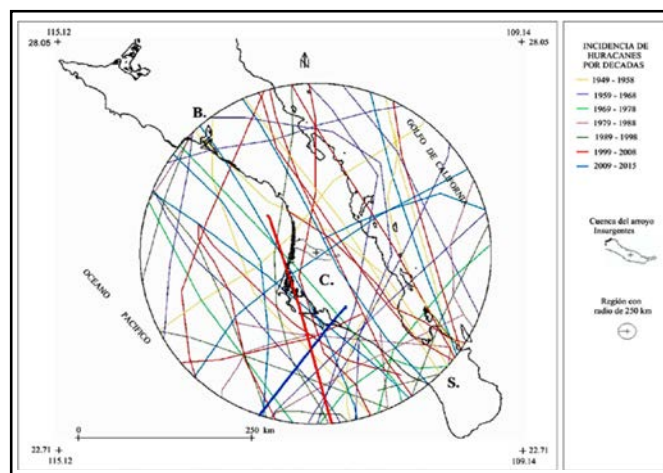 115.12
109.14
28.05
28.05
N
B.
GOLFO DE CALIFORNIA
OCEANO PACIFICO
C.
S.
0
250 km
22.71
22.71
115.12
109.14
INCIDENCIA DE
HURACANES
POR DECADAS
1949 - 1958
1959 - 1968
1969 - 1978
1979 - 1988
1989 - 1998
1999 - 2008
2009 - 2015
Cuenca del arroyo
Insurgentes
Región con
radio de 250 km